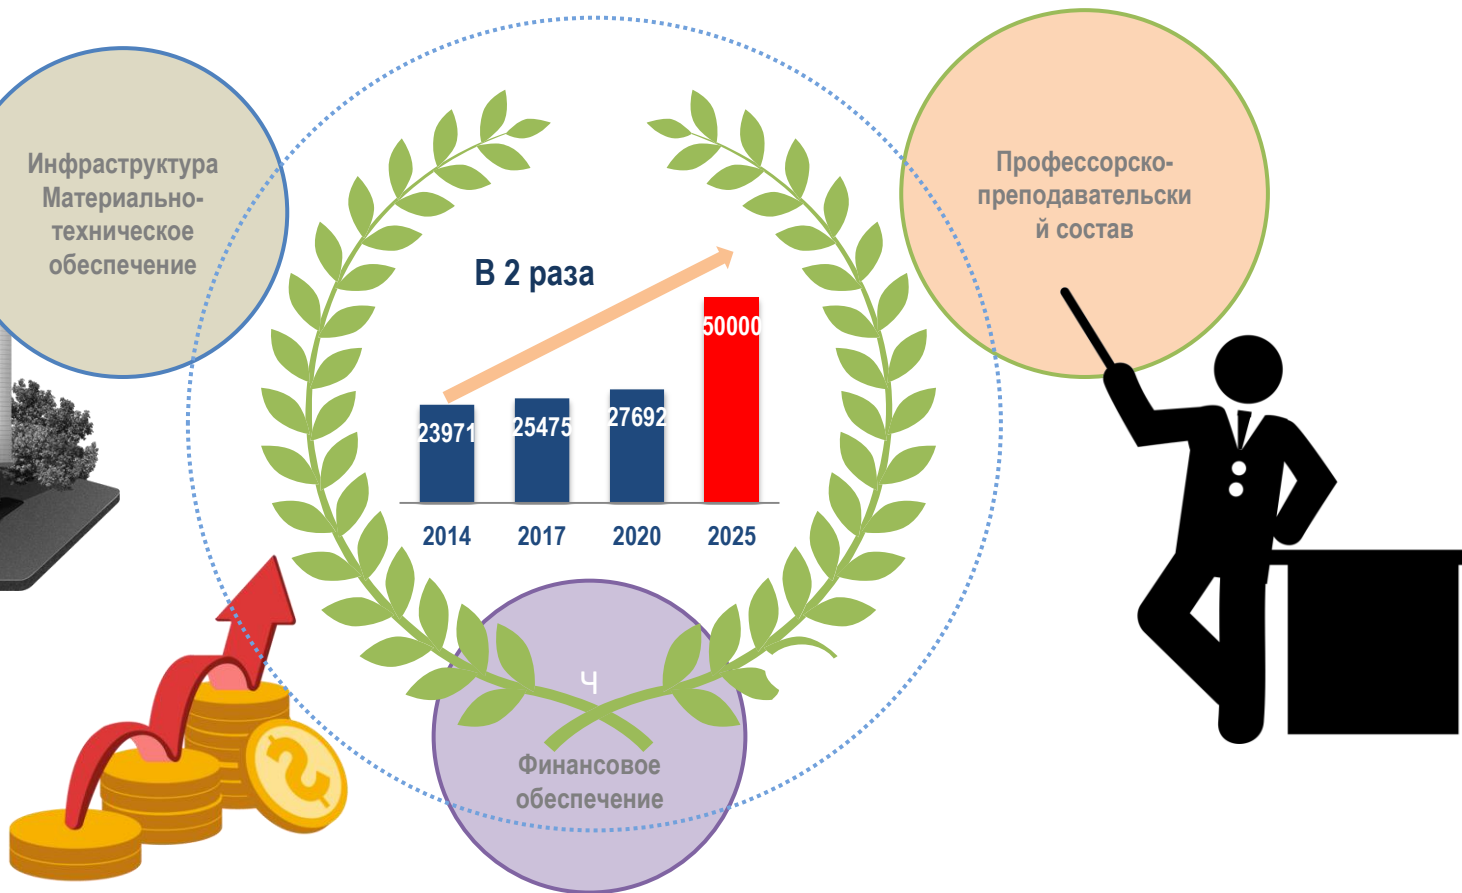 Инфраструктура
Материально-
техническое
обеспечение
Профессорско-
преподавательски
й состав
В 2 раза
50000
27692
25475
23971
2014 2017 2020 2025
Ч
Финансовое
обеспечение